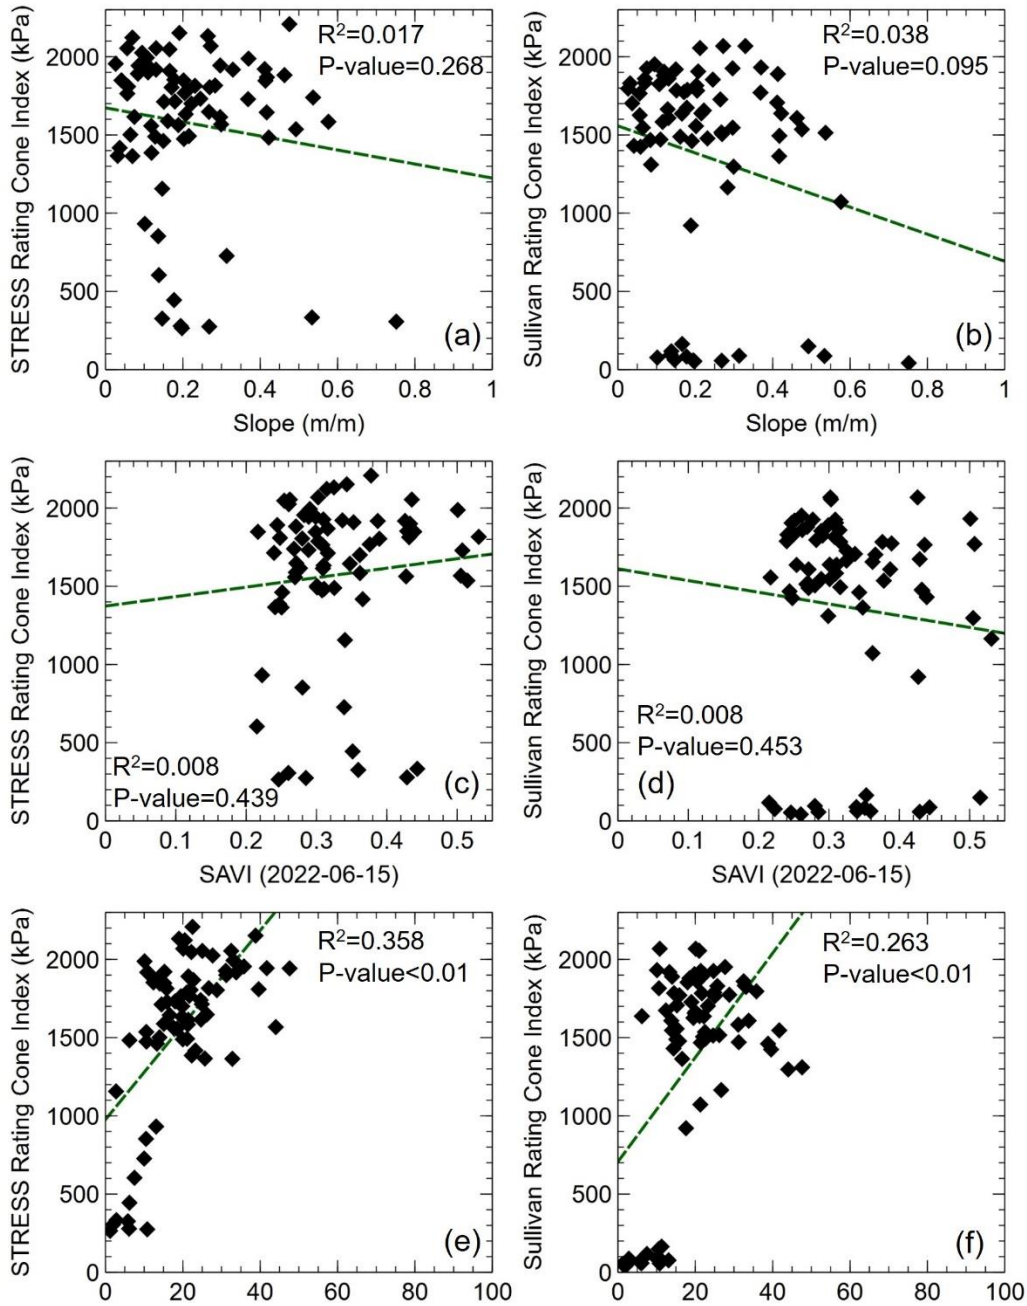 STRESS Rating Cone Index (kPa)
2000
1500
1000
500
0
R²=0.017
P-value=0.268
(a)
0 0.2 0.4 0.6 0.8 1
Slope (m/m)
Sullivan Rating Cone Index (kPa)
2000
1500
1000
500
0
R²=0.038
P-value=0.095
(b)
0 0.2 0.4 0.6 0.8 1
Slope (m/m)
STRESS Rating Cone Index (kPa)
2000
1500
1000
500
0
R²=0.008
P-value=0.439
(c)
0 0.1 0.2 0.3 0.4 0.5
SAVI (2022-06-15)
Sullivan Rating Cone Index (kPa)
2000
1500
1000
500
0
R²=0.008
P-value=0.453
(d)
0 0.1 0.2 0.3 0.4 0.5
SAVI (2022-06-15)
STRESS Rating Cone Index (kPa)
2000
1500
1000
500
0
R²=0.358
P-value<0.01
(e)
0 20 40 60 80 100
Sullivan Rating Cone Index (kPa)
2000
1500
1000
500
0
R²=0.263
P-value<0.01
(f)
0 20 40 60 80 100